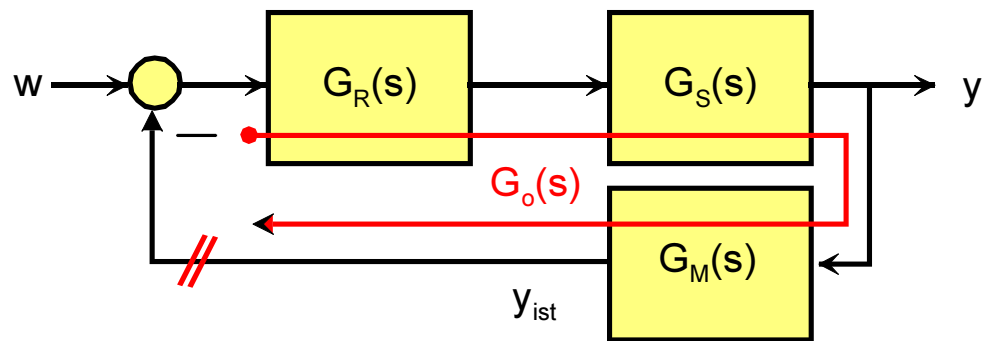 w
G_R(s)
G_S(s)
y
—
G_o(s)
G_M(s)
y_ist